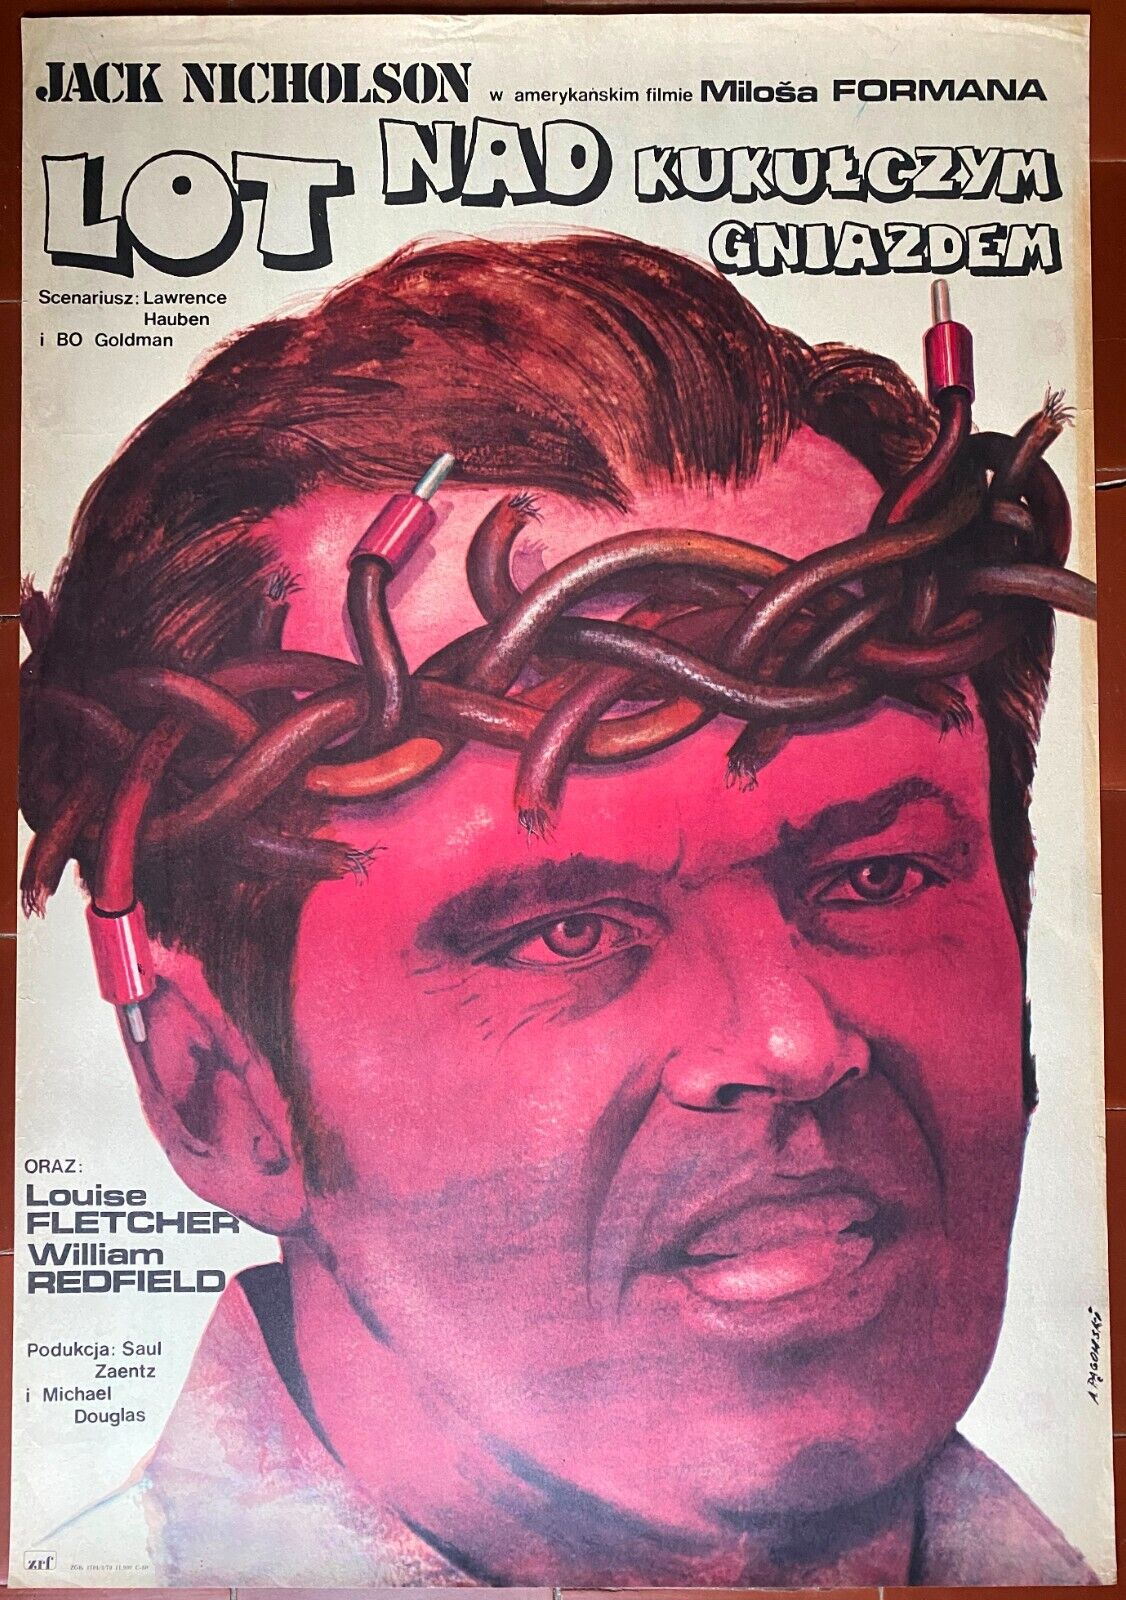 JACK NICHOLSON w amerykańskim filmie Miloša FORMANA
LOT NAD KUKUŁCZYM
GNIAZDEM
Scenariusz: Lawrence
Hauben
i BO Goldman
ORAZ:
Louise
FLETCHER
William
REDFIELD
Podukcja: Saul
Zaentz
i Michael
Douglas
A. PĄGOWSKI
zrf